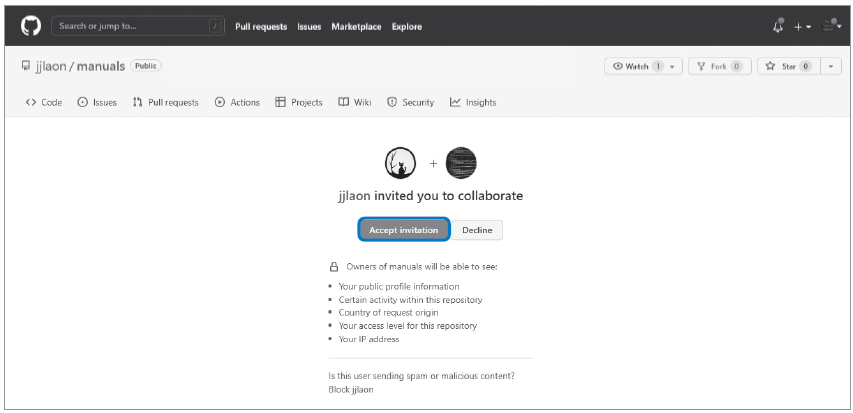 Search or jump to... /
Pull requests Issues Marketplace Explore
jjlaon / manuals Public
Watch 1 Fork 0 Star 0
Code Issues Pull requests Actions Projects Wiki Security Insights
+
jjlaon invited you to collaborate
Accept invitation Decline
Owners of manuals will be able to see:
• Your public profile information
• Certain activity within this repository
• Country of request origin
• Your access level for this repository
• Your IP address
Is this user sending spam or malicious content?
Block jjlaon